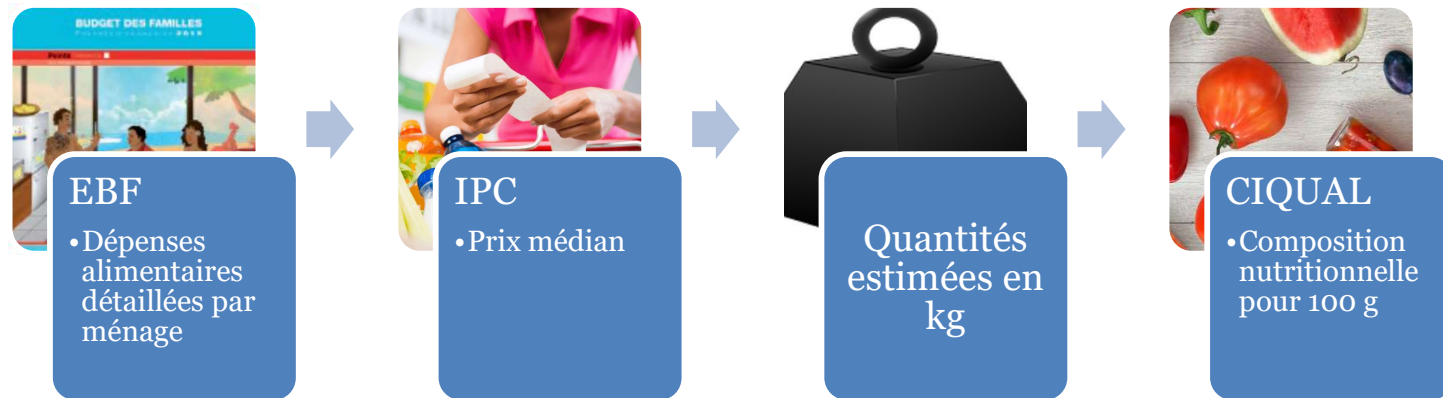 BUDGET DES FAMILLES
EBF
•Dépenses
alimentaires
détaillées par
ménage
IPC
•Prix médian
Quantités
estimées en
kg
CIQUAL
•Composition
nutritionnelle
pour 100 g